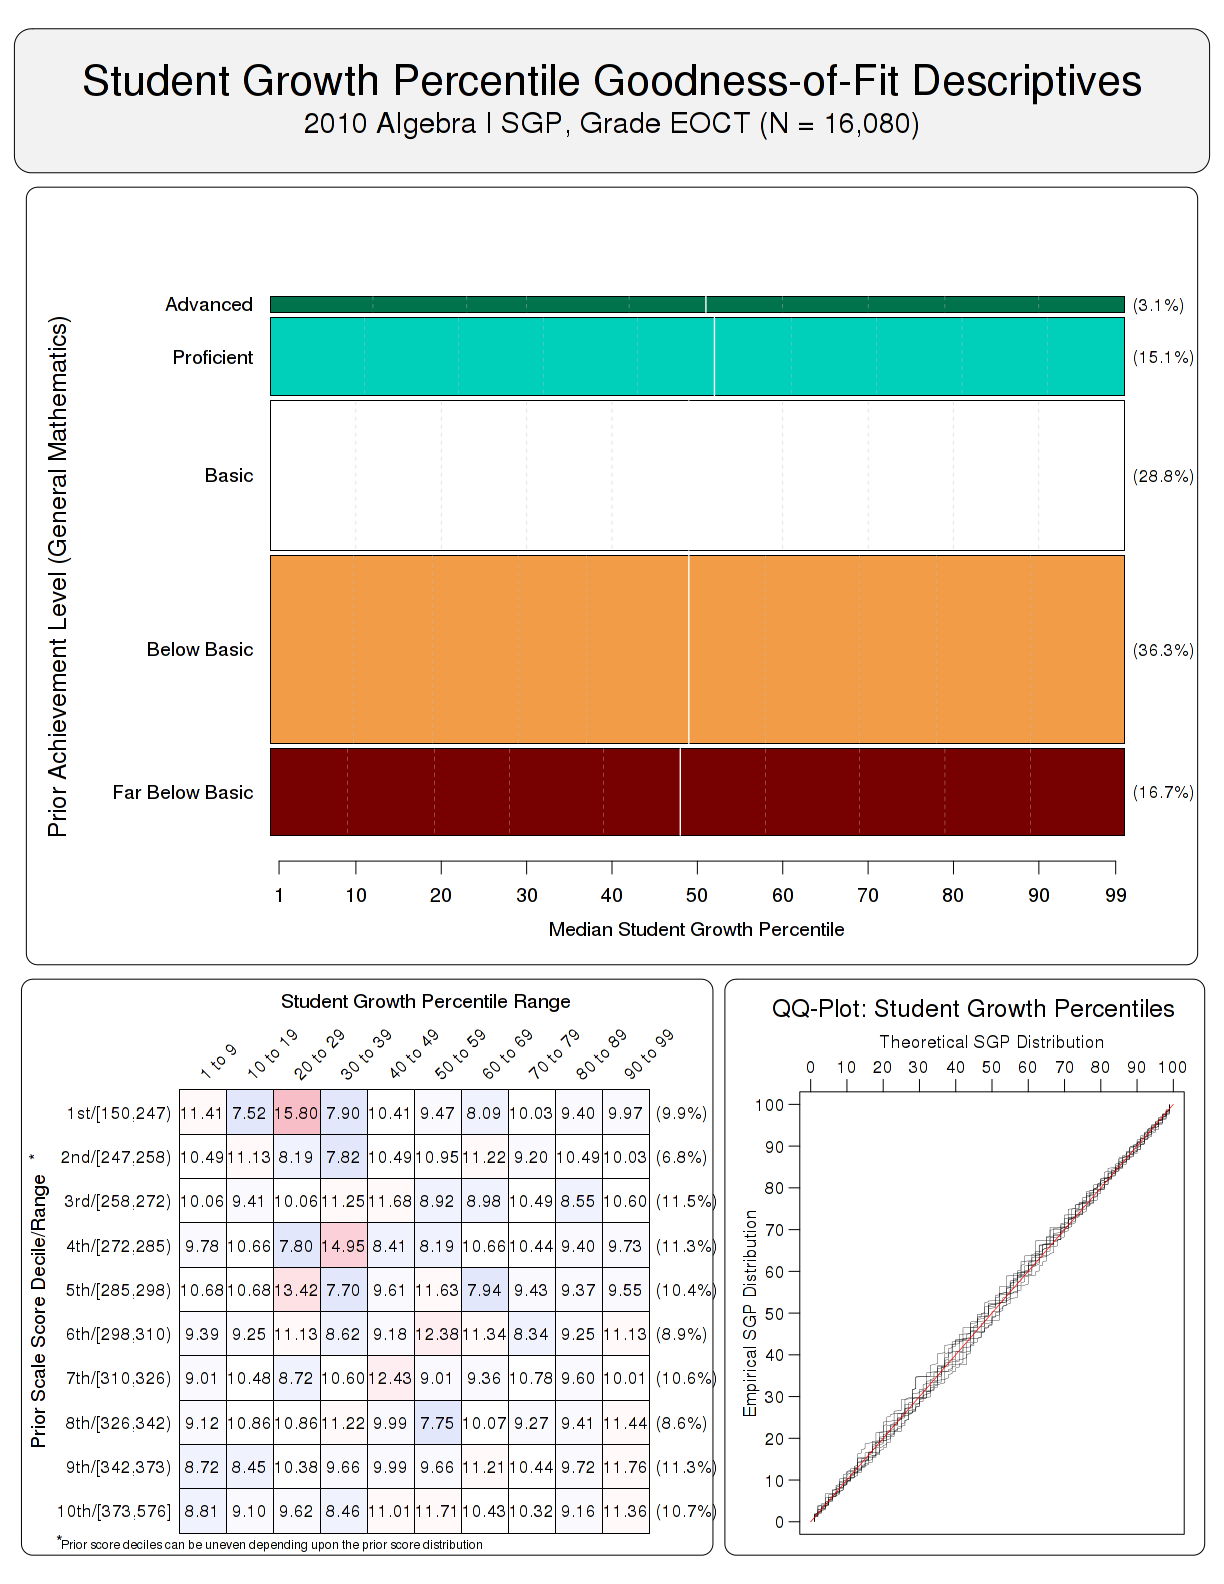 Student Growth Percentile Goodness-of-Fit Descriptives
2010 Algebra I SGP, Grade EOCT (N = 16,080)
Prior Achievement Level (General Mathematics)
Advanced (3.1%)
Proficient (15.1%)
Basic (28.8%)
Below Basic (36.3%)
Far Below Basic (16.7%)
1 10 20 30 40 50 60 70 80 90 99
Median Student Growth Percentile
Student Growth Percentile Range
1 to 9 10 to 19 20 to 29 30 to 39 40 to 49 50 to 59 60 to 69 70 to 79 80 to 89 90 to 99
Prior Scale Score Decile/Range *
1st/[150,247) 11.41 7.52 15.80 7.90 10.41 9.47 8.09 10.03 9.40 9.97 (9.9%)
2nd/[247,258) 10.49 11.13 8.19 7.82 10.49 10.95 11.22 9.20 10.49 10.03 (6.8%)
3rd/[258,272) 10.06 9.41 10.06 11.25 11.68 8.92 8.98 10.49 8.55 10.60 (11.5%)
4th/[272,285) 9.78 10.66 7.80 14.95 8.41 8.19 10.66 10.44 9.40 9.73 (11.3%)
5th/[285,298) 10.68 10.68 13.42 7.70 9.61 11.63 7.94 9.43 9.37 9.55 (10.4%)
6th/[298,310) 9.39 9.25 11.13 8.62 9.18 12.38 11.34 8.34 9.25 11.13 (8.9%)
7th/[310,326) 9.01 10.48 8.72 10.60 12.43 9.01 9.36 10.78 9.60 10.01 (10.6%)
8th/[326,342) 9.12 10.86 10.86 11.22 9.99 7.75 10.07 9.27 9.41 11.44 (8.6%)
9th/[342,373) 8.72 8.45 10.38 9.66 9.99 9.66 11.21 10.44 9.72 11.76 (11.3%)
10th/[373,576] 8.81 9.10 9.62 8.46 11.01 11.71 10.43 10.32 9.16 11.36 (10.7%)
*Prior score deciles can be uneven depending upon the prior score distribution
QQ-Plot: Student Growth Percentiles
Theoretical SGP Distribution
0 10 20 30 40 50 60 70 80 90 100
Empirical SGP Distribution
100
90
80
70
60
50
40
30
20
10
0